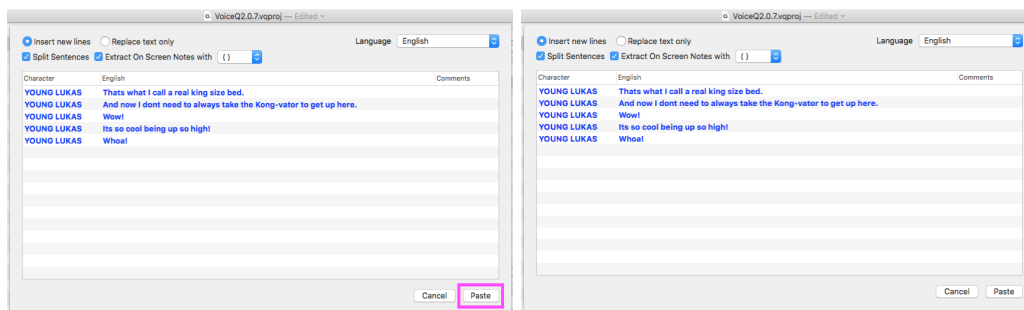 VoiceQ2.0.7.vqproj — Edited
Insert new lines Replace text only Language English
Split Sentences Extract On Screen Notes with ( )
Character English Comments
YOUNG LUKAS Thats what I call a real king size bed.
YOUNG LUKAS And now I dont need to always take the Kong-vator to get up here.
YOUNG LUKAS Wow!
YOUNG LUKAS Its so cool being up so high!
YOUNG LUKAS Whoa!
Cancel Paste
VoiceQ2.0.7.vqproj — Edited
Insert new lines Replace text only Language English
Split Sentences Extract On Screen Notes with ( )
Character English Comments
YOUNG LUKAS Thats what I call a real king size bed.
YOUNG LUKAS And now I dont need to always take the Kong-vator to get up here.
YOUNG LUKAS Wow!
YOUNG LUKAS Its so cool being up so high!
YOUNG LUKAS Whoa!
Cancel Paste